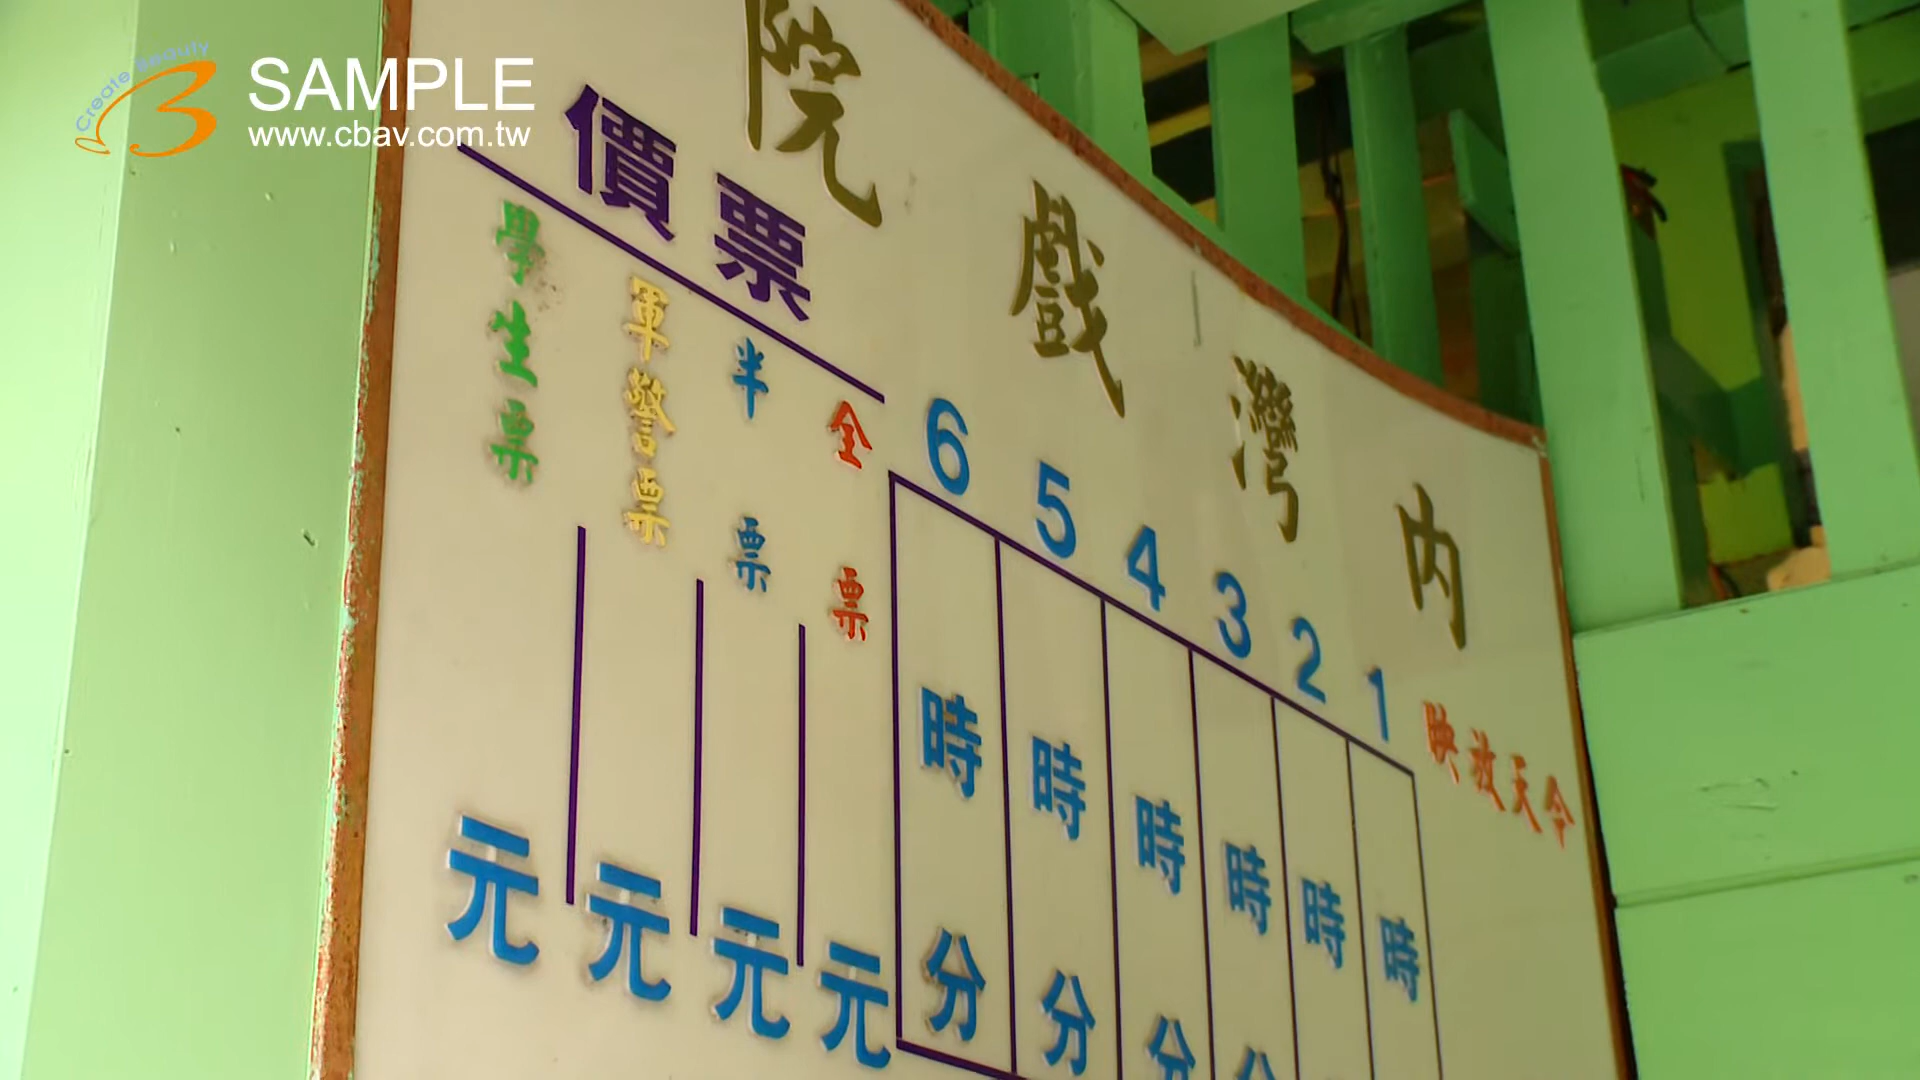 Create Beauty
SAMPLE
www.cbav.com.tw
內灣戲院
今天放映
1 2 3 4 5 6
時 時 時 時 時 時
分 分 分 分
票價
全票
半票
軍警票
學生票
元 元 元 元